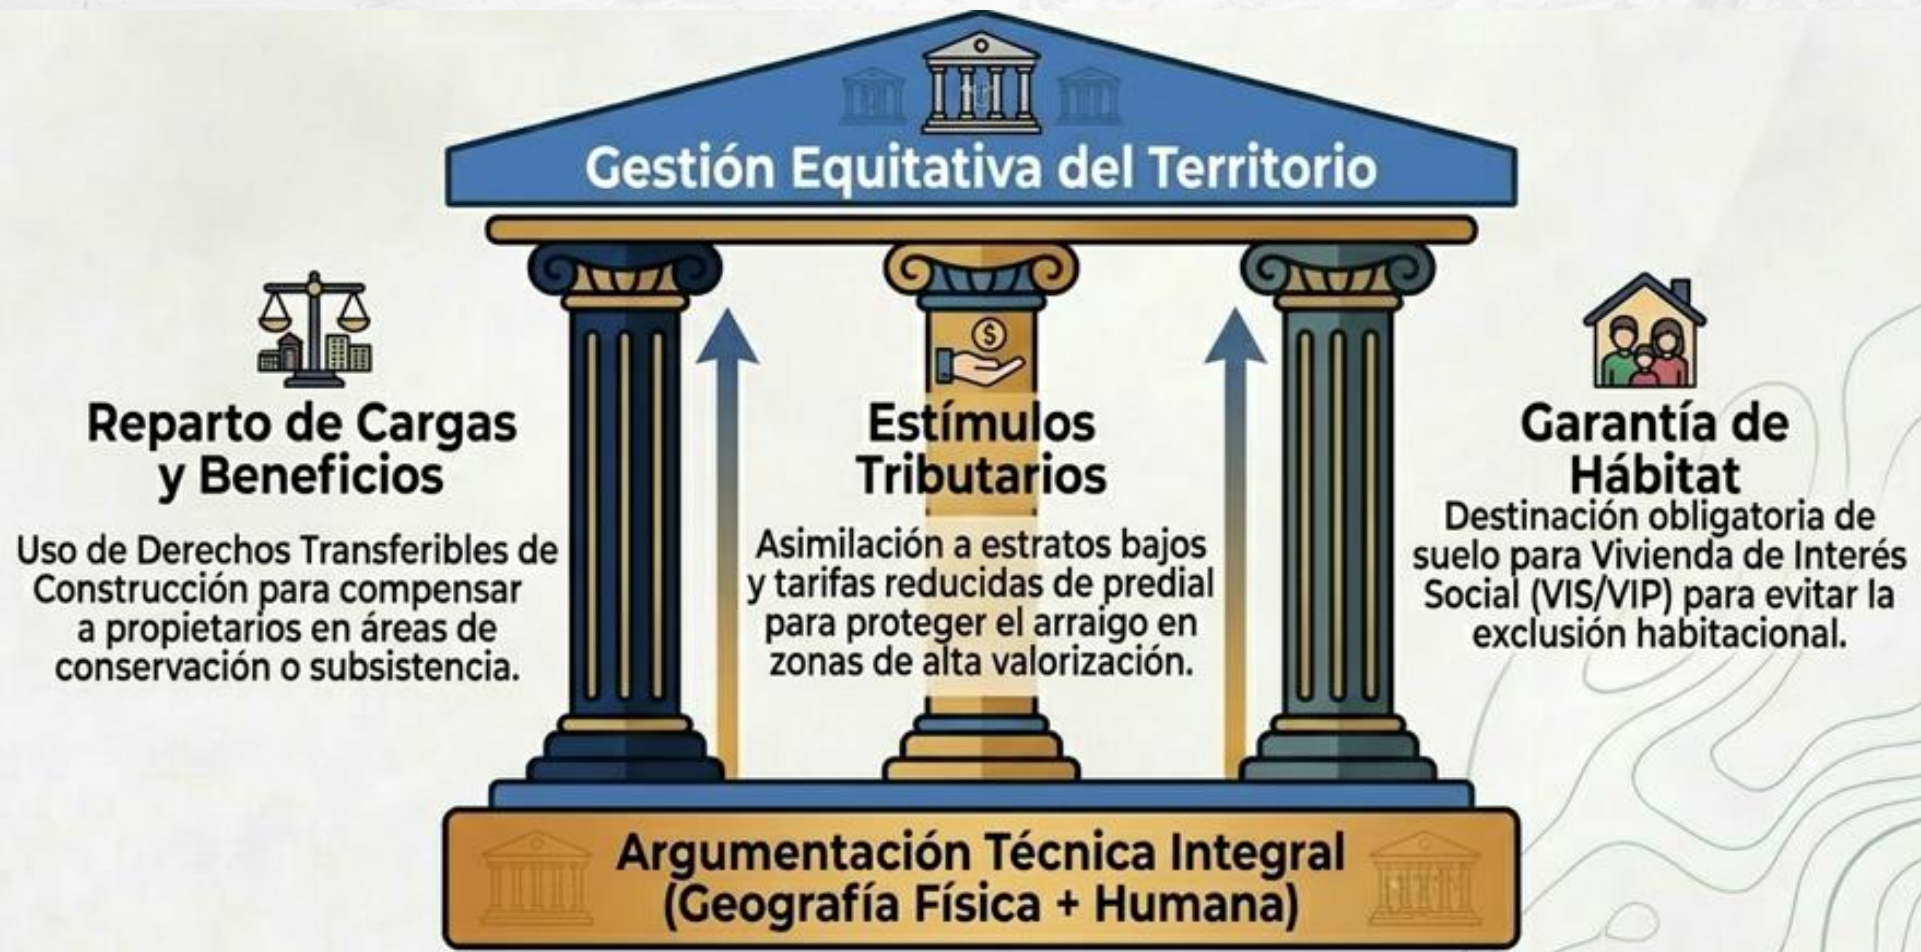 Gestión Equitativa del Territorio
Reparto de Cargas
y Beneficios
Uso de Derechos Transferibles de
Construcción para compensar
a propietarios en áreas de
conservación o subsistencia.
$
Estímulos
Tributarios
Asimilación a estratos bajos
y tarifas reducidas de predial
para proteger el arraigo en
zonas de alta valorización.
Garantía de
Hábitat
Destinación obligatoria de
suelo para Vivienda de Interés
Social (VIS/VIP) para evitar la
exclusión habitacional.
Argumentación Técnica Integral
(Geografía Física + Humana)